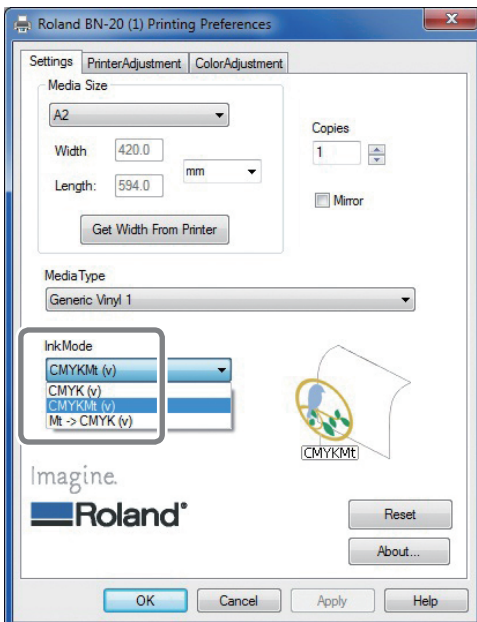 Roland BN-20 (1) Printing Preferences
Settings PrinterAdjustment ColorAdjustment
Media Size
A2
Width 420.0
mm
Length: 594.0
Get Width From Printer
Copies
1
Mirror
MediaType
Generic Vinyl 1
InkMode
CMYKMt (v)
CMYK (v)
CMYKMt (v)
Mt -> CMYK (v)
CMYKMt
Imagine.
Roland®
Reset
About...
OK Cancel Apply Help